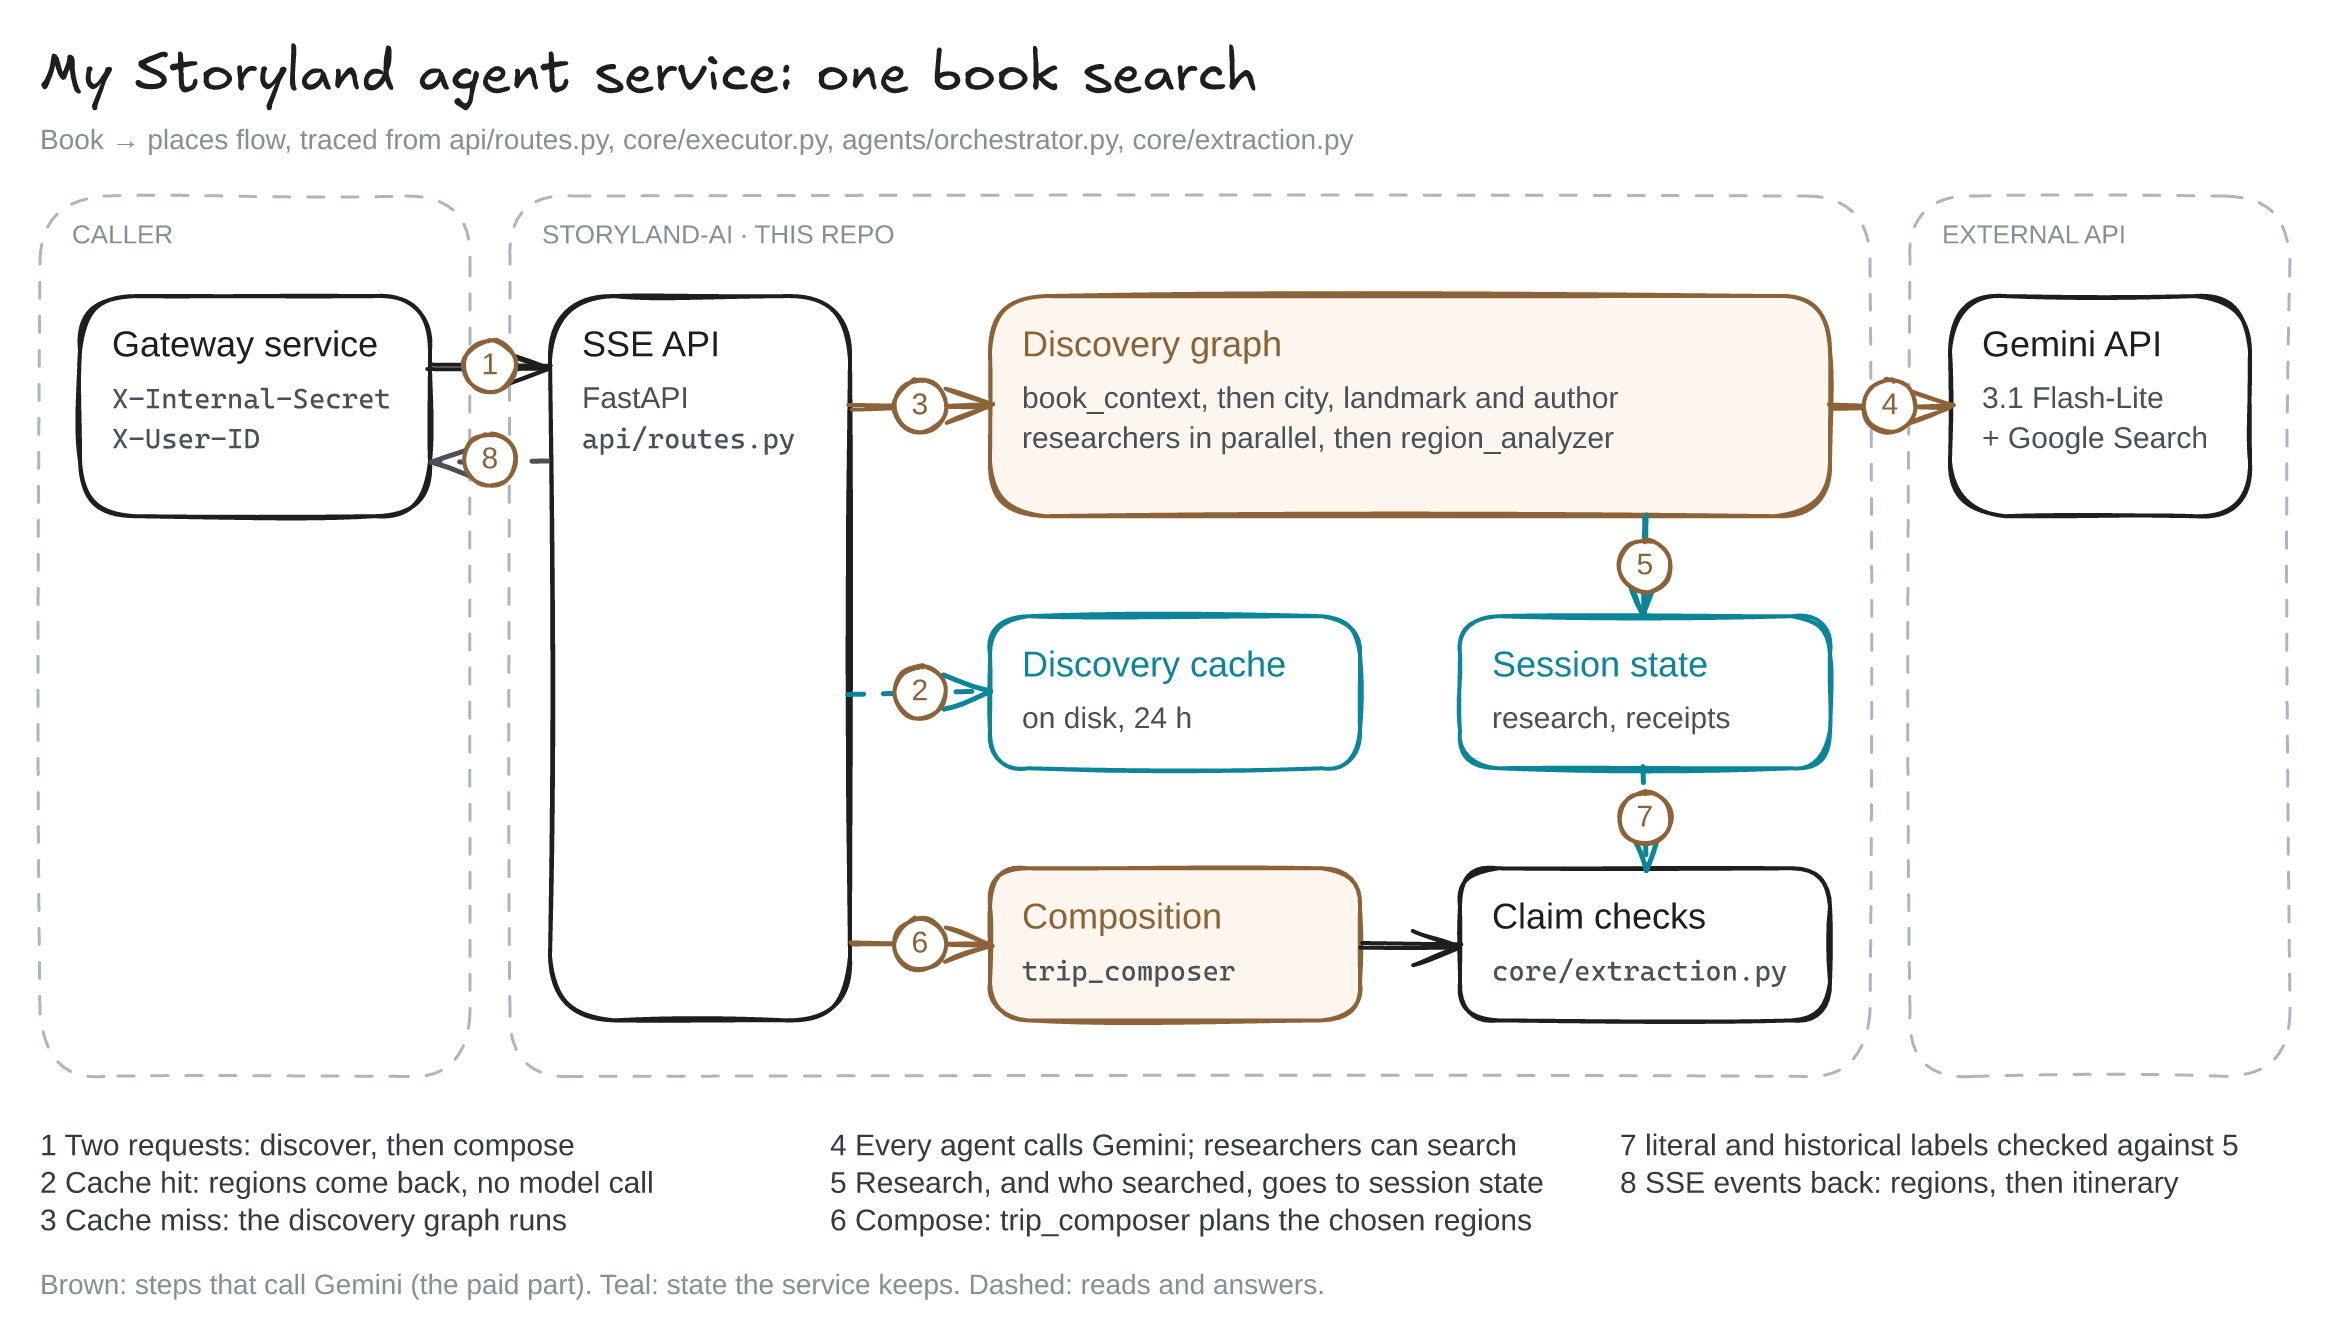 My Storyland agent service: one book search
Book → places flow, traced from api/routes.py, core/executor.py, agents/orchestrator.py, core/extraction.py
CALLER
STORYLAND-AI · THIS REPO
EXTERNAL API
Gateway service
X-Internal-Secret
X-User-ID
1
8
SSE API
FastAPI
api/routes.py
3
Discovery graph
book_context, then city, landmark and author
researchers in parallel, then region_analyzer
4
Gemini API
3.1 Flash-Lite
+ Google Search
5
2
Discovery cache
on disk, 24 h
Session state
research, receipts
7
6
Composition
trip_composer
Claim checks
core/extraction.py
1 Two requests: discover, then compose
2 Cache hit: regions come back, no model call
3 Cache miss: the discovery graph runs
4 Every agent calls Gemini; researchers can search
5 Research, and who searched, goes to session state
6 Compose: trip_composer plans the chosen regions
7 literal and historical labels checked against 5
8 SSE events back: regions, then itinerary
Brown: steps that call Gemini (the paid part). Teal: state the service keeps. Dashed: reads and answers.